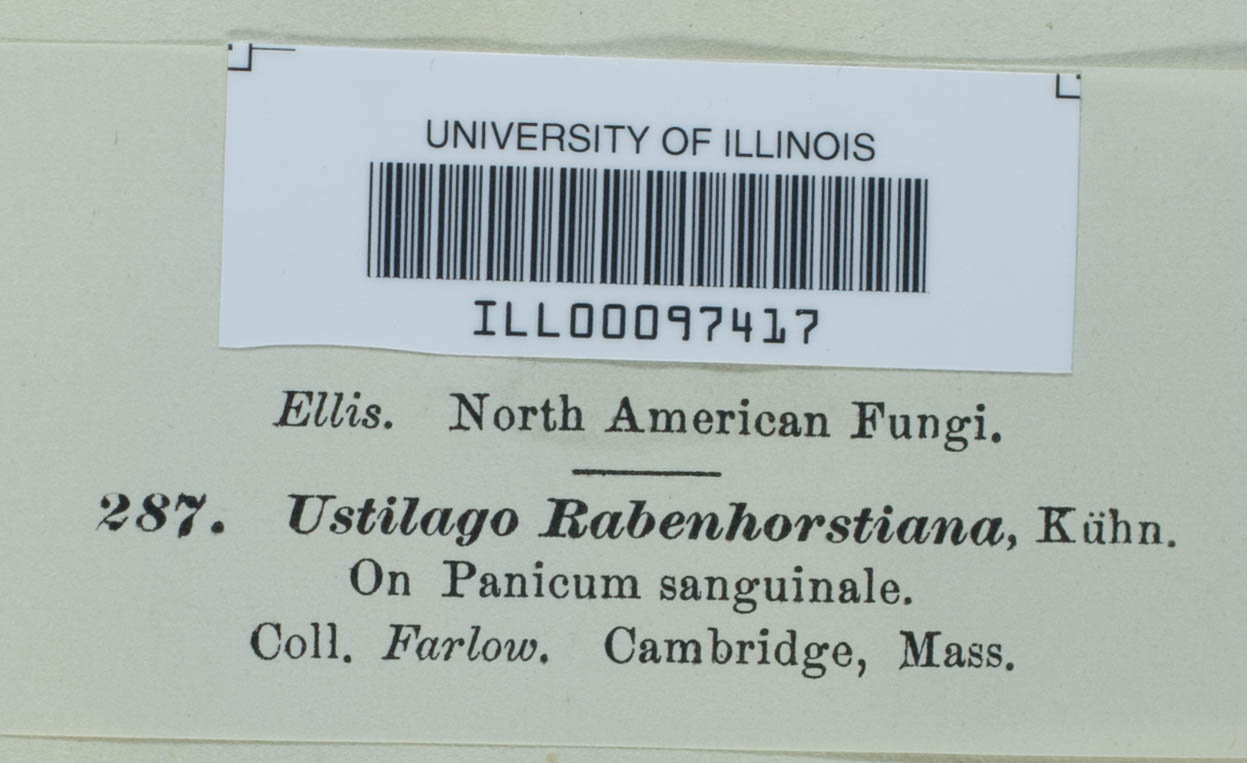 UNIVERSITY OF ILLINOIS
ILL00097417
Ellis. North American Fungi.
287. Ustilago Rabenhorstiana, Kühn.
On Panicum sanguinale.
Coll. Farlow. Cambridge, Mass.